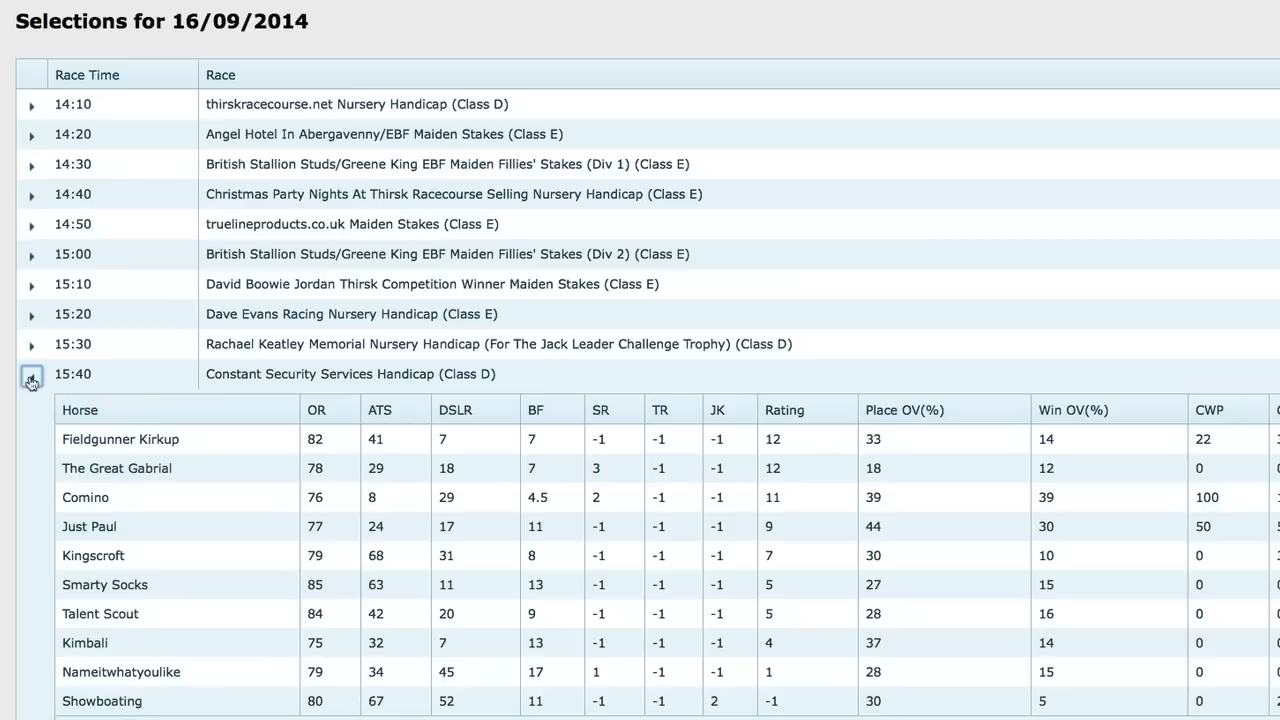 Selections for 16/09/2014
Race Time Race
14:10 thirskracecourse.net Nursery Handicap (Class D)
14:20 Angel Hotel In Abergavenny/EBF Maiden Stakes (Class E)
14:30 British Stallion Studs/Greene King EBF Maiden Fillies' Stakes (Div 1) (Class E)
14:40 Christmas Party Nights At Thirsk Racecourse Selling Nursery Handicap (Class E)
14:50 truelineproducts.co.uk Maiden Stakes (Class E)
15:00 British Stallion Studs/Greene King EBF Maiden Fillies' Stakes (Div 2) (Class E)
15:10 David Boowie Jordan Thirsk Competition Winner Maiden Stakes (Class E)
15:20 Dave Evans Racing Nursery Handicap (Class E)
15:30 Rachael Keatley Memorial Nursery Handicap (For The Jack Leader Challenge Trophy) (Class D)
15:40 Constant Security Services Handicap (Class D)
Horse OR ATS DSLR BF SR TR JK Rating Place OV(%) Win OV(%) CWP
Fieldgunner Kirkup 82 41 7 7 -1 -1 -1 12 33 14 22
The Great Gabrial 78 29 18 7 3 -1 -1 12 18 12 0
Comino 76 8 29 4.5 2 -1 -1 11 39 39 100
Just Paul 77 24 17 11 -1 -1 -1 9 44 30 50
Kingscroft 79 68 31 8 -1 -1 -1 7 30 10 0
Smarty Socks 85 63 11 13 -1 -1 -1 5 27 15 0
Talent Scout 84 42 20 9 -1 -1 -1 5 28 16 0
Kimbali 75 32 7 13 -1 -1 -1 4 37 14 0
Nameitwhatyoulike 79 34 45 17 1 -1 -1 1 28 15 0
Showboating 80 67 52 11 -1 -1 2 -1 30 5 0